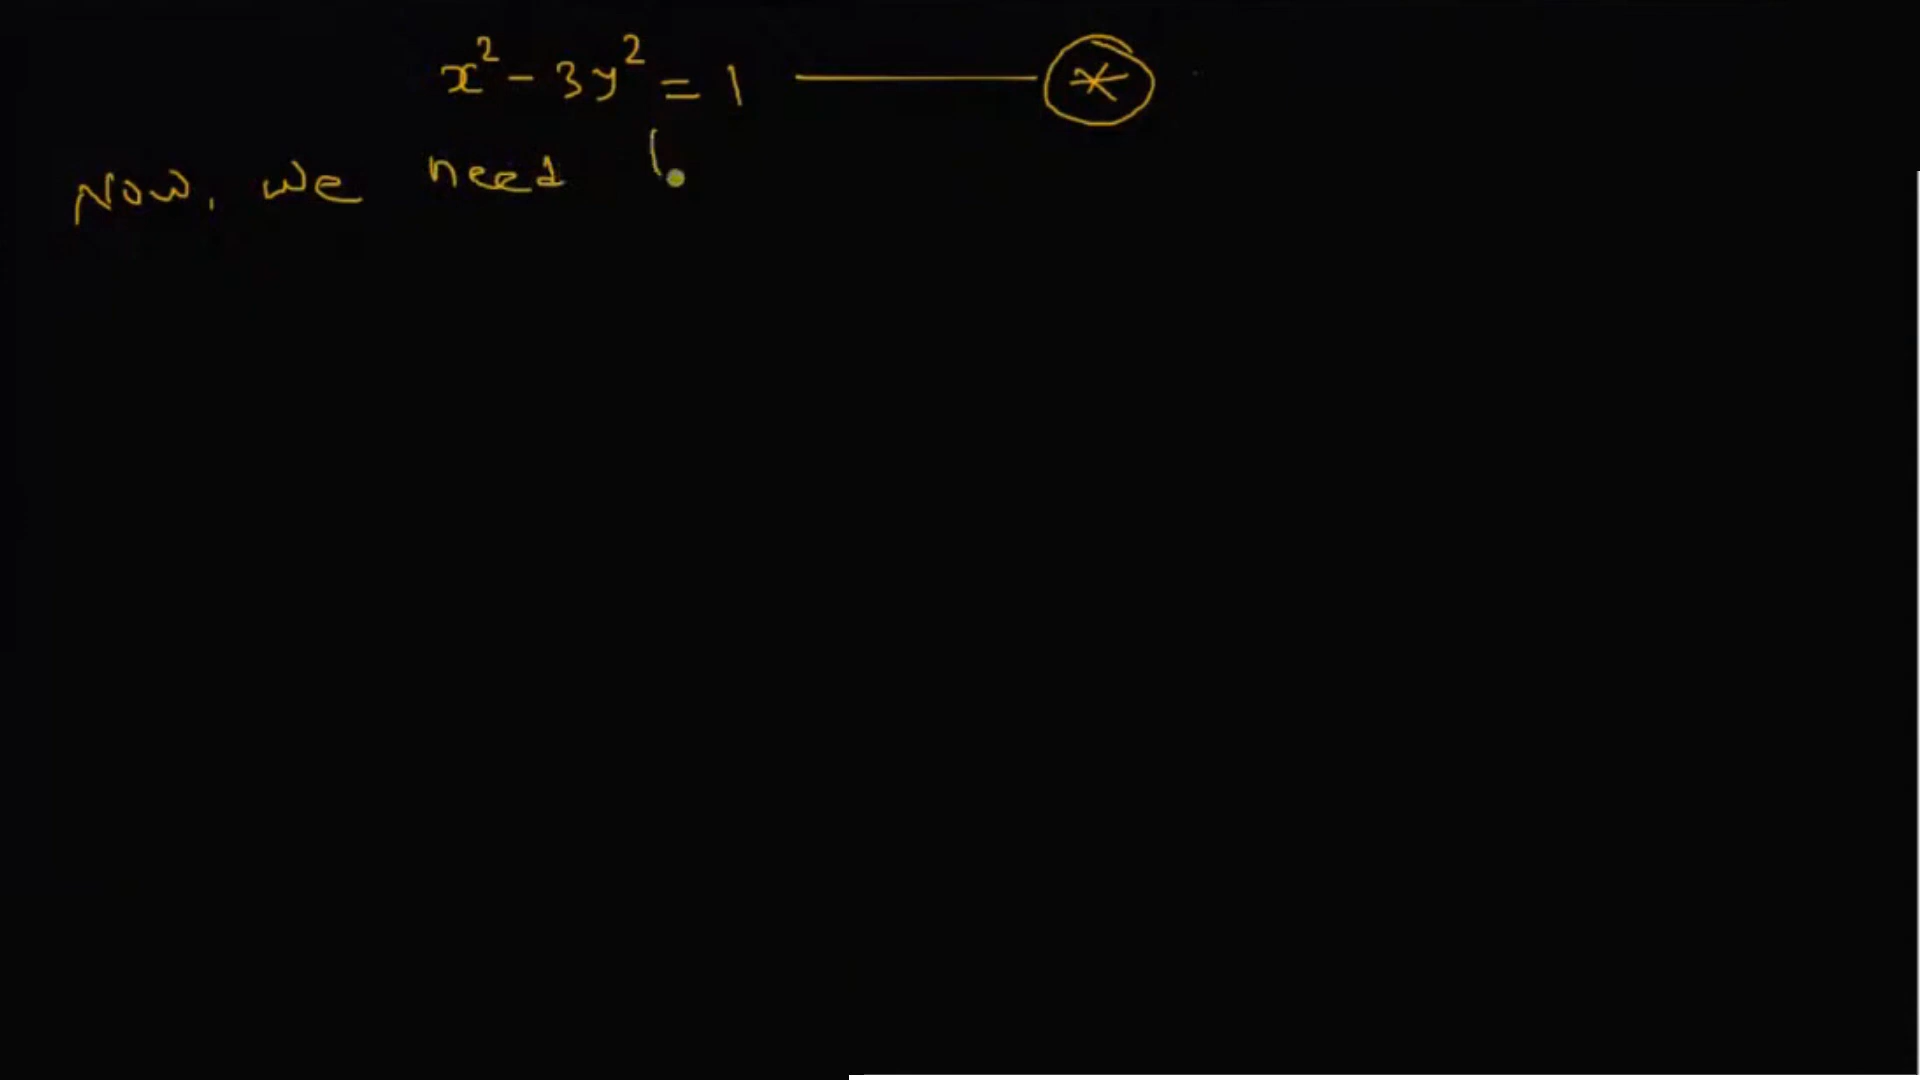 x² - 3y² = 1 ——— ⊛
Now, we need